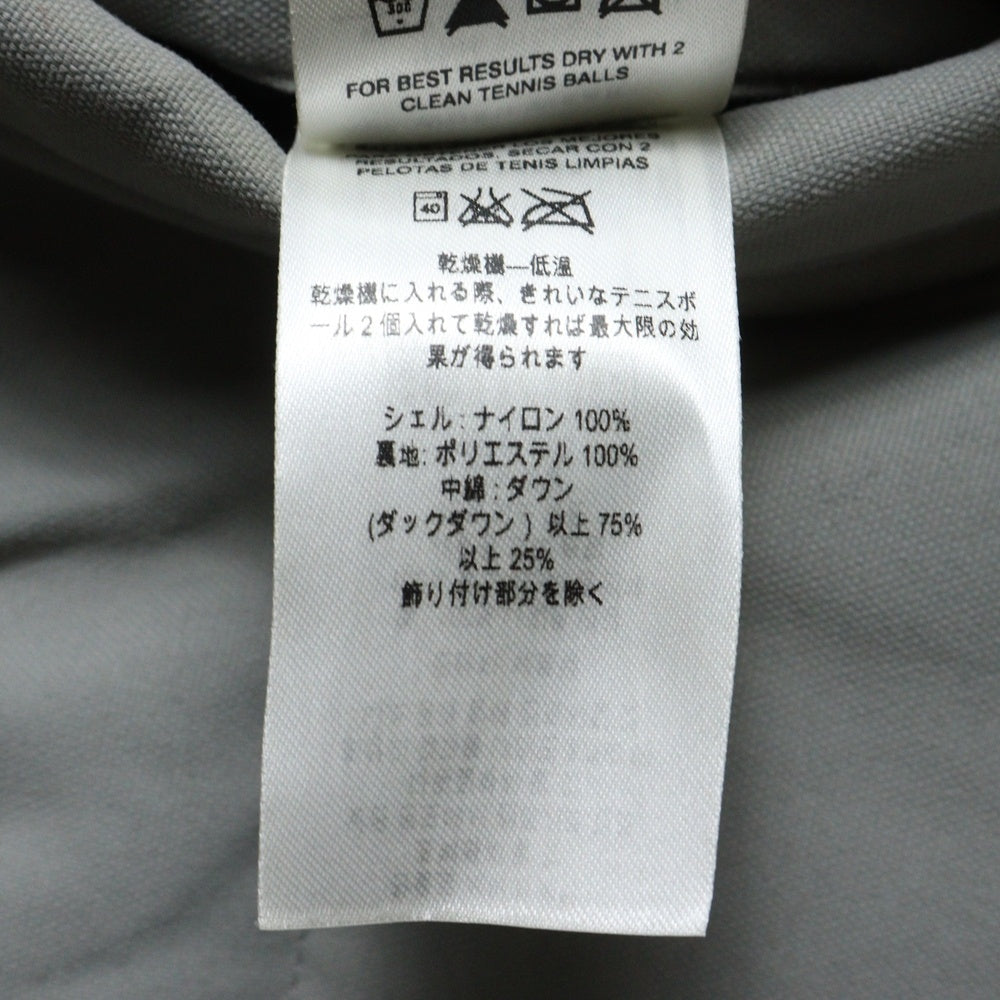 FOR BEST RESULTS DRY WITH 2
CLEAN TENNIS BALLS
MEJORES
RESULTADOS, SECAR CON 2
PELOTAS DE TENIS LIMPIAS
40
乾燥機—低温
乾燥機に入れる際、きれいなテニスボ
ール2個入れて乾燥すれば最大限の効
果が得られます
シェル:ナイロン 100%
裏地:ポリエステル 100%
中綿:ダウン
(ダックダウン) 以上 75%
以上 25%
飾り付け部分を除く